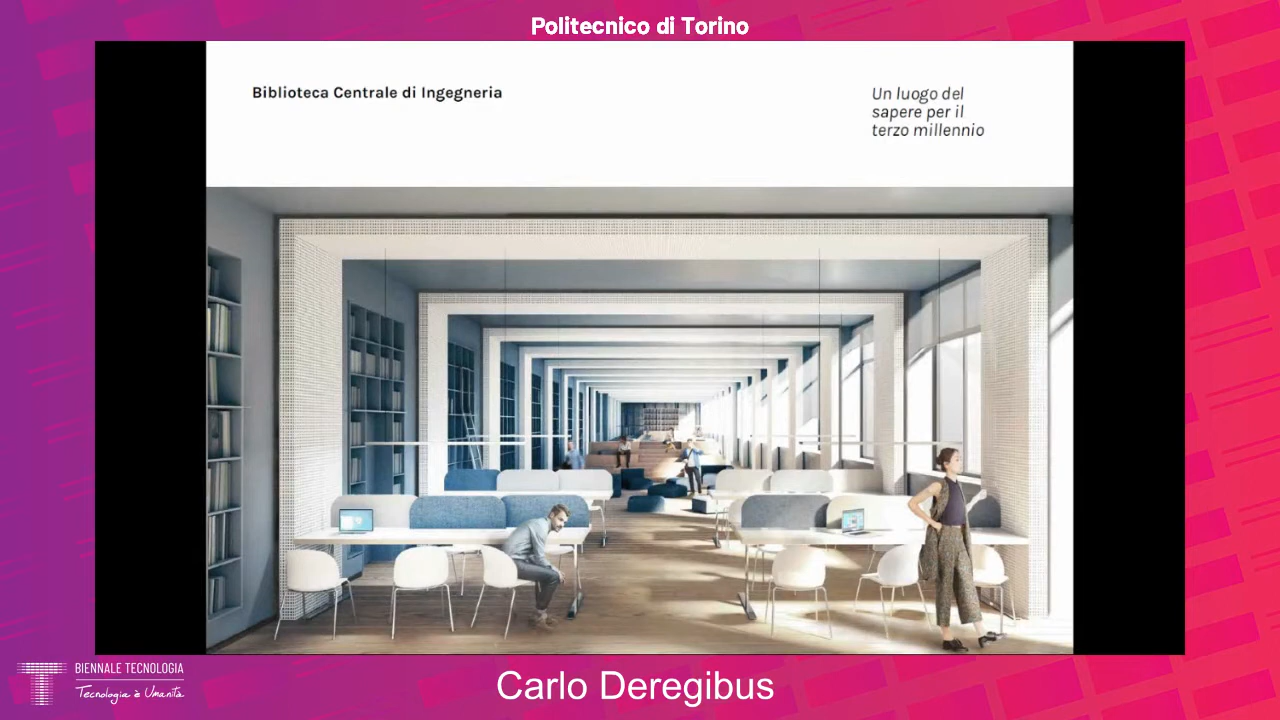 Politecnico di Torino
Biblioteca Centrale di Ingegneria
Un luogo del
sapere per il
terzo millennio
BIENNALE TECNOLOGIA
Tecnologia è Umanità
Carlo Deregibus